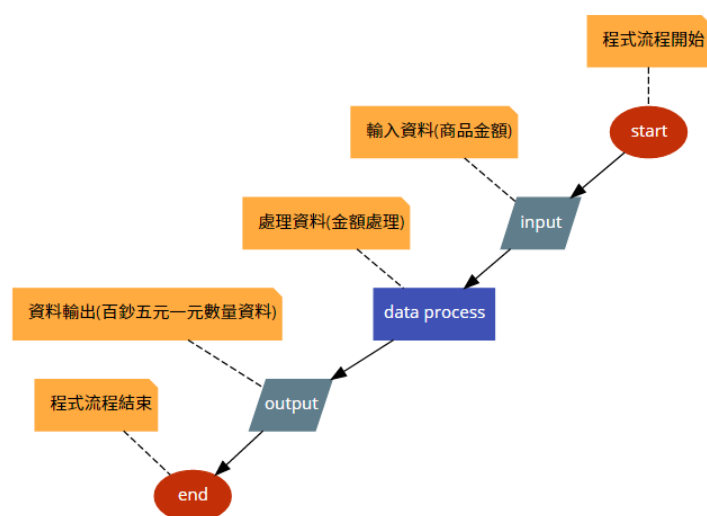 程式流程開始
start
輸入資料(商品金額)
input
處理資料(金額處理)
data process
資料輸出(百鈔五元一元數量資料)
output
程式流程結束
end